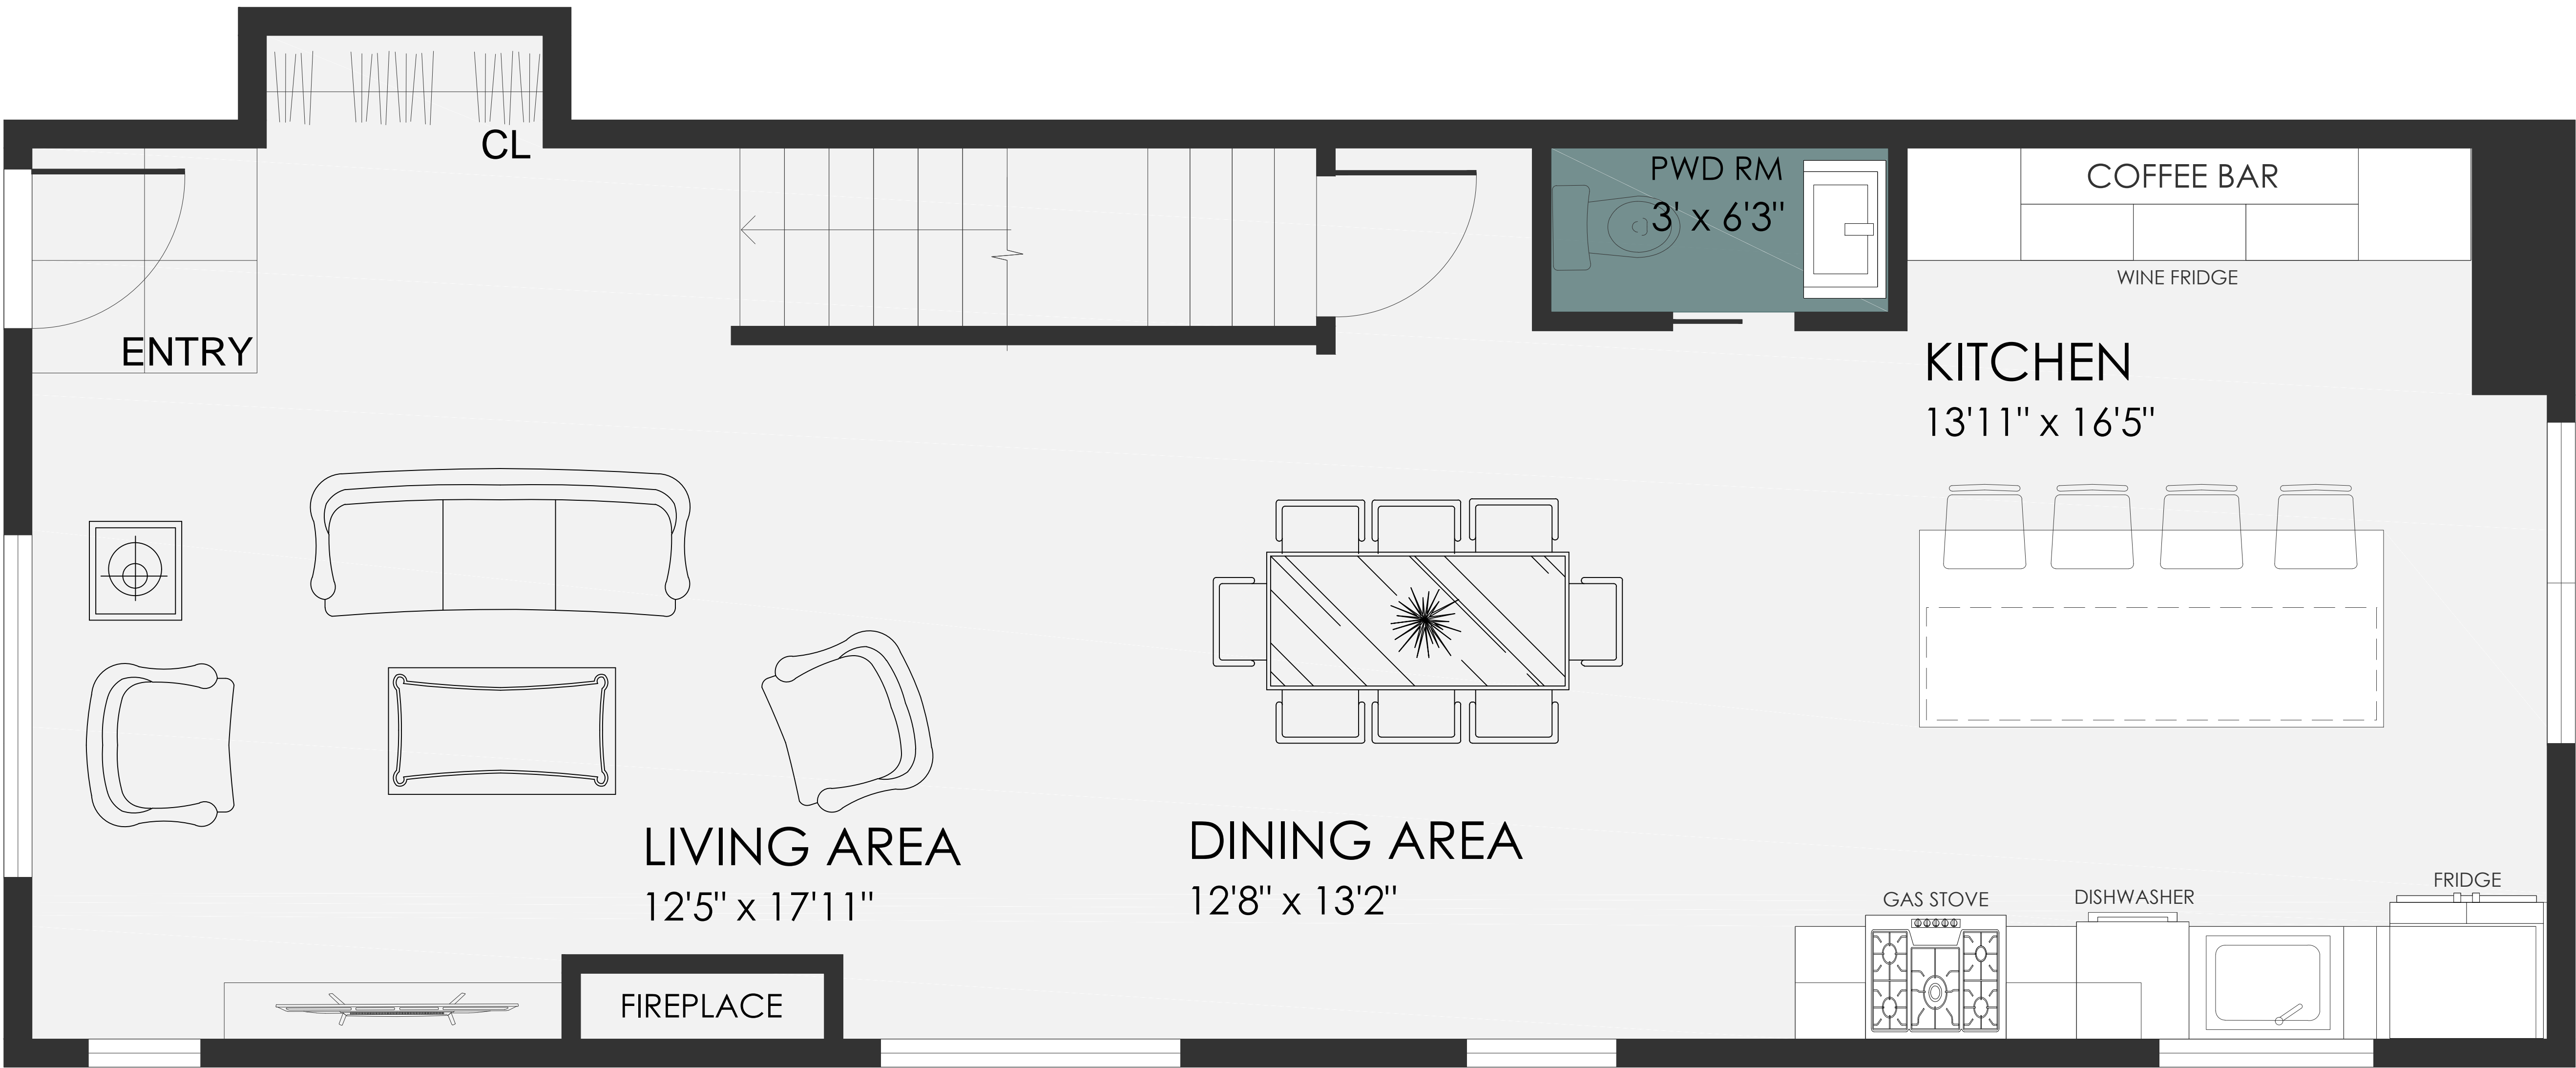 CL
ENTRY
PWD RM
3' x 6'3"
COFFEE BAR
WINE FRIDGE
KITCHEN
13'11" x 16'5"
LIVING AREA
12'5" x 17'11"
DINING AREA
12'8" x 13'2"
FIREPLACE
GAS STOVE
DISHWASHER
FRIDGE